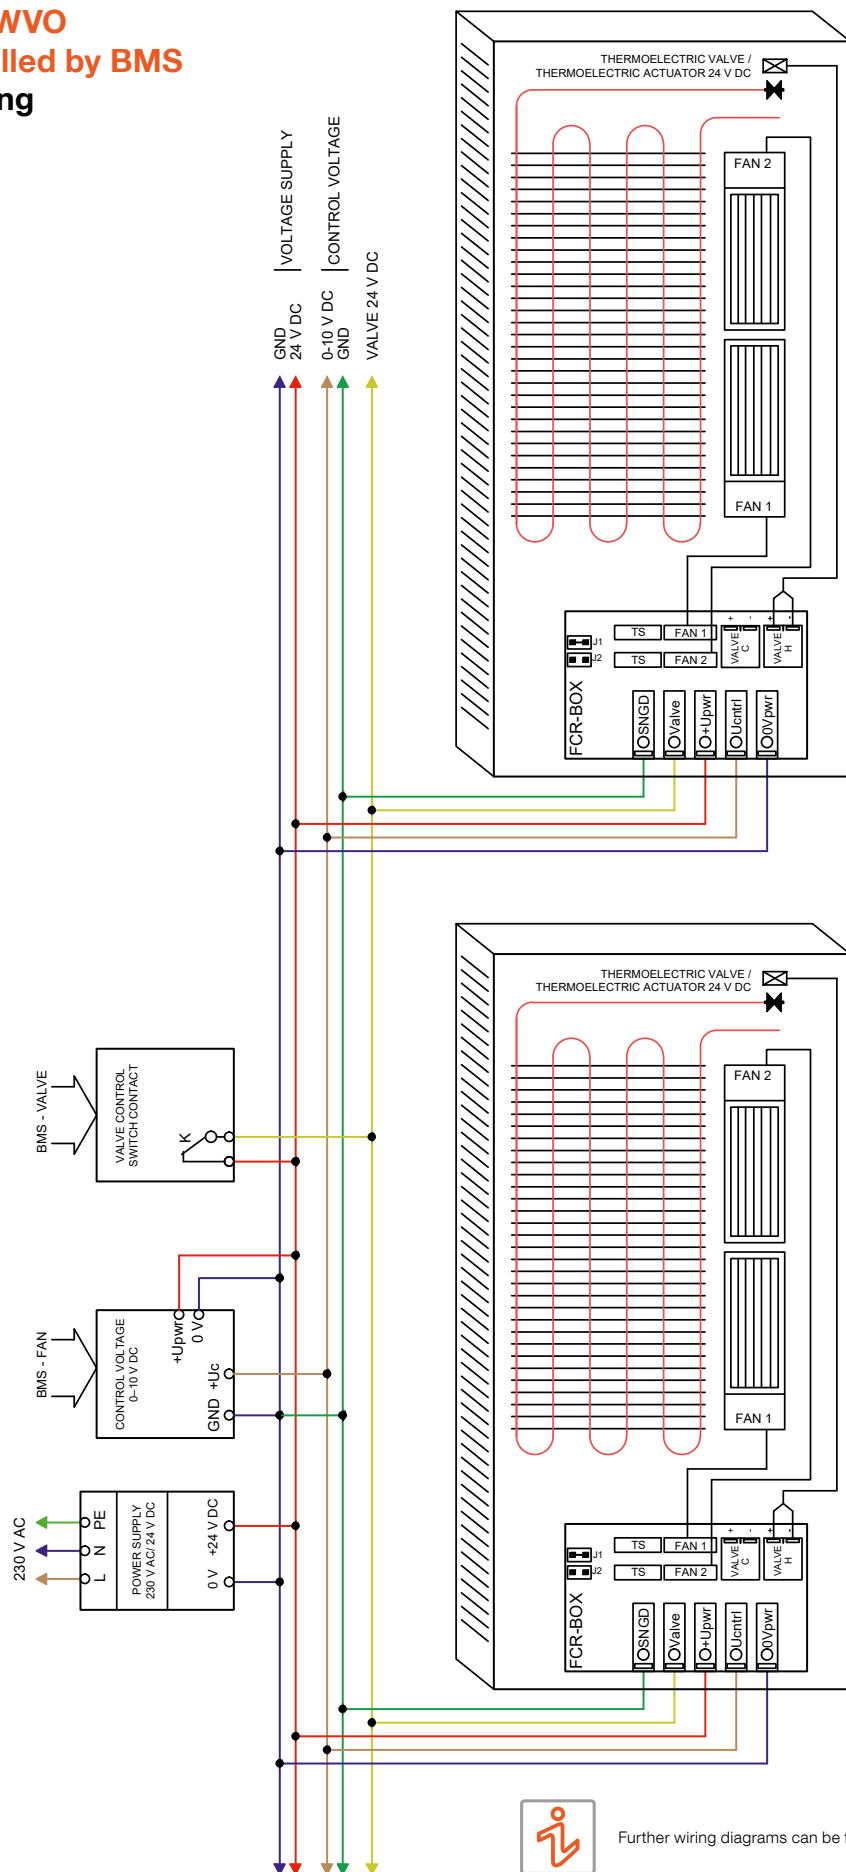 WVO
lled by BMS
ng
VOLTAGE SUPPLY
CONTROL VOLTAGE
GND
24 V DC
0-10 V DC
GND
VALVE 24 V DC
THERMOELECTRIC VALVE /
THERMOELECTRIC ACTUATOR 24 V DC
FAN 2
FAN 1
J1
J2
TS
FAN 1
TS
FAN 2
VALVE
C
+ -
VALVE
H
+ -
FCR-BOX
SNGD
Valve
+Upwr
Ucntrl
0Vpwr
THERMOELECTRIC VALVE /
THERMOELECTRIC ACTUATOR 24 V DC
FAN 2
FAN 1
J1
J2
TS
FAN 1
TS
FAN 2
VALVE
C
+ -
VALVE
H
+ -
FCR-BOX
SNGD
Valve
+Upwr
Ucntrl
0Vpwr
BMS - VALVE
VALVE CONTROL
SWITCH CONTACT
K
BMS - FAN
CONTROL VOLTAGE
0–10 V DC
+Upwr
0 V
GND
+Uc
230 V AC
PE
N
L
POWER SUPPLY
230 V AC/ 24 V DC
0 V
+24 V DC
Further wiring diagrams can be